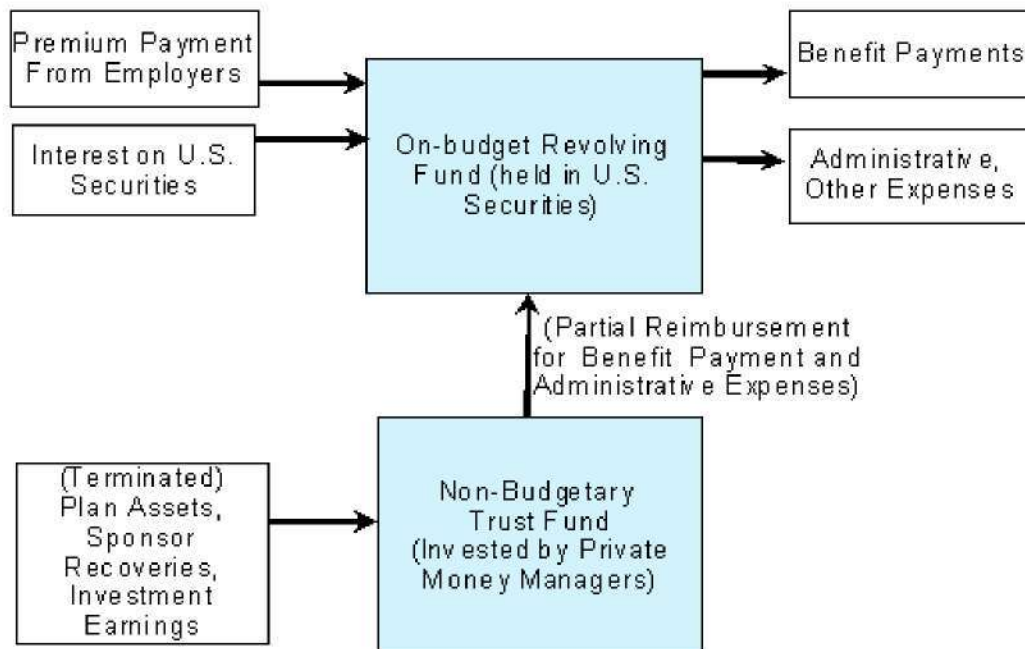 Premium Payment
From Employers
Interest on U.S.
Securities
On-budget Revolving
Fund (held in U.S.
Securities)
Benefit Payments
Administrative,
Other Expenses
(Partial Reimbursement
for Benefit Payment and
Administrative Expenses)
(Terminated)
Plan Assets,
Sponsor
Recoveries,
Investment
Earnings
Non-Budgetary
Trust Fund
(Invested by Private
Money Managers)